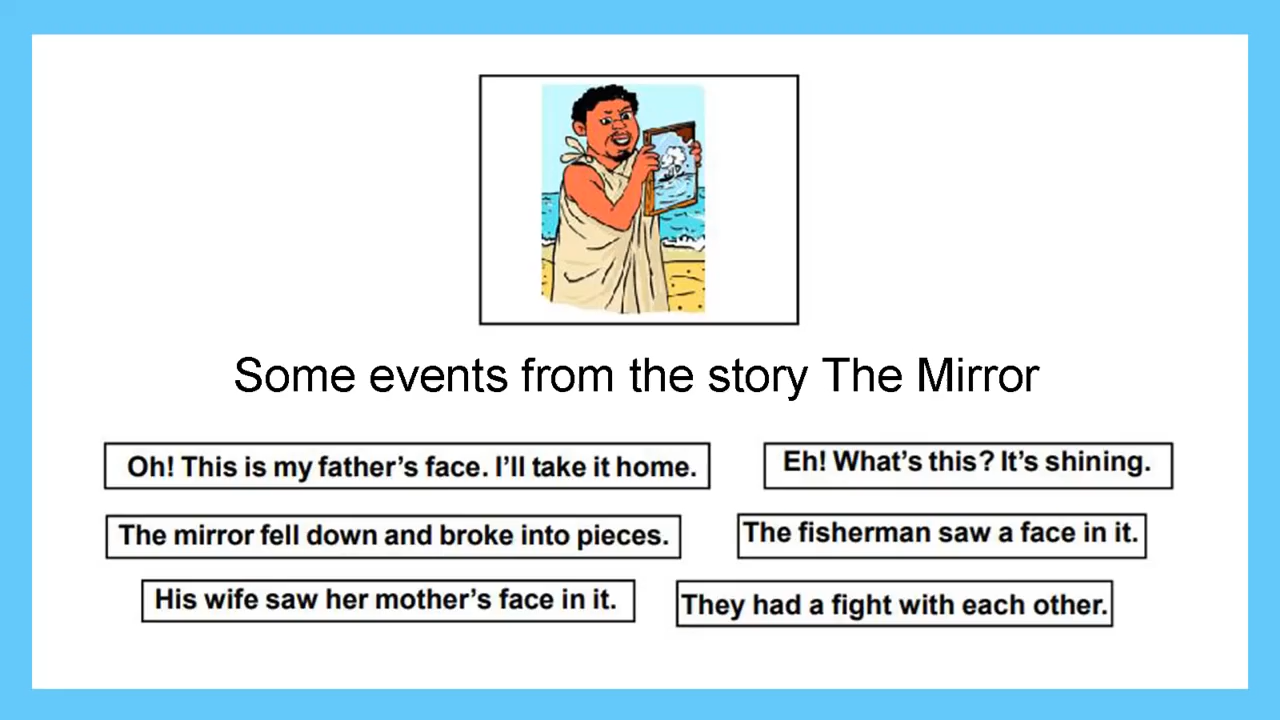 Some events from the story The Mirror
Oh! This is my father's face. I'll take it home.
Eh! What's this? It's shining.
The mirror fell down and broke into pieces.
The fisherman saw a face in it.
His wife saw her mother's face in it.
They had a fight with each other.